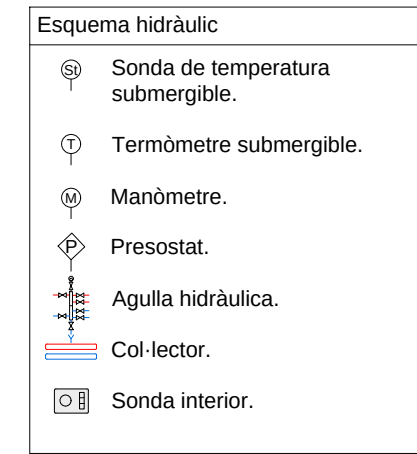 Esquema hidràulic
St Sonda de temperatura
submergible.
T Termòmetre submergible.
M Manòmetre.
P Presostat.
Agulla hidràulica.
Col·lector.
Sonda interior.